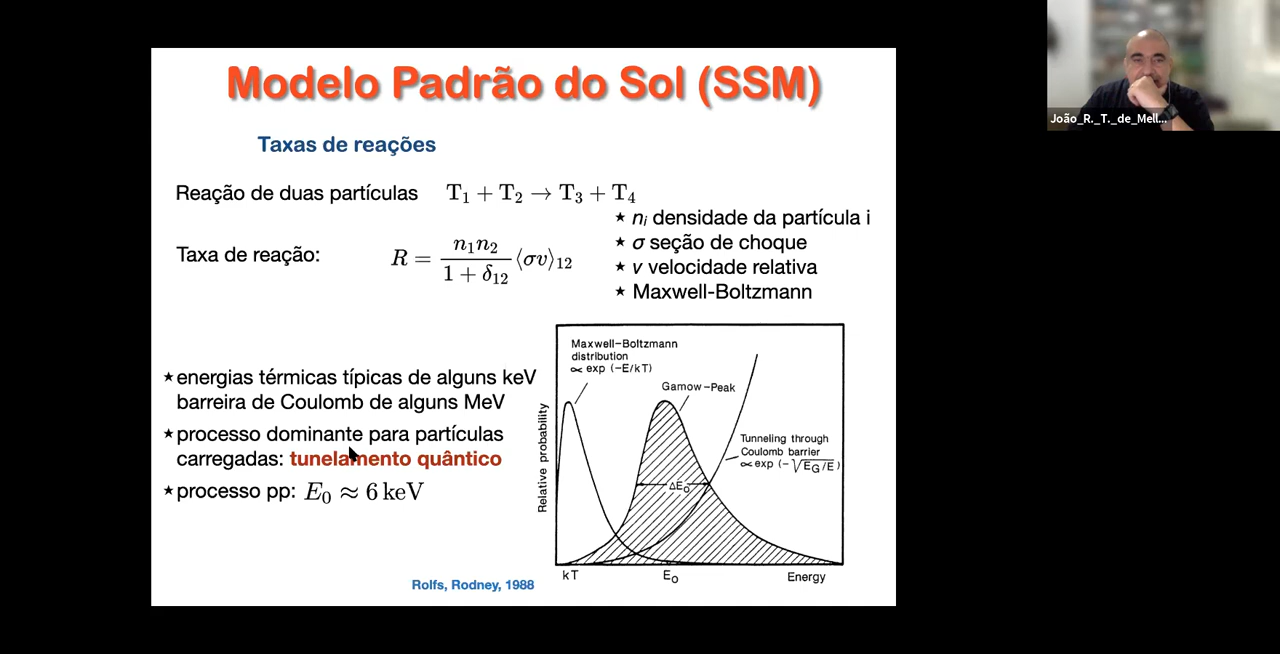 João_R._T._de_Mell...
Modelo Padrão do Sol (SSM)
Taxas de reações
Reação de duas partículas T₁ + T₂ → T₃ + T₄
Taxa de reação: R = n₁n₂ / (1 + δ₁₂) ⟨σv⟩₁₂
★ nᵢ densidade da partícula i
★ σ seção de choque
★ v velocidade relativa
★ Maxwell-Boltzmann
★ energias térmicas típicas de alguns keV
barreira de Coulomb de alguns MeV
★ processo dominante para partículas
carregadas: tunelamento quântico
★ processo pp: E₀ ≈ 6 keV
Maxwell-Boltzmann
distribution
∝ exp (-E/kT)
Gamow-Peak
Tunneling through
Coulomb barrier
∝ exp (-√E_G/E)
ΔE₀
Relative probability
kT
E₀
Energy
Rolfs, Rodney, 1988